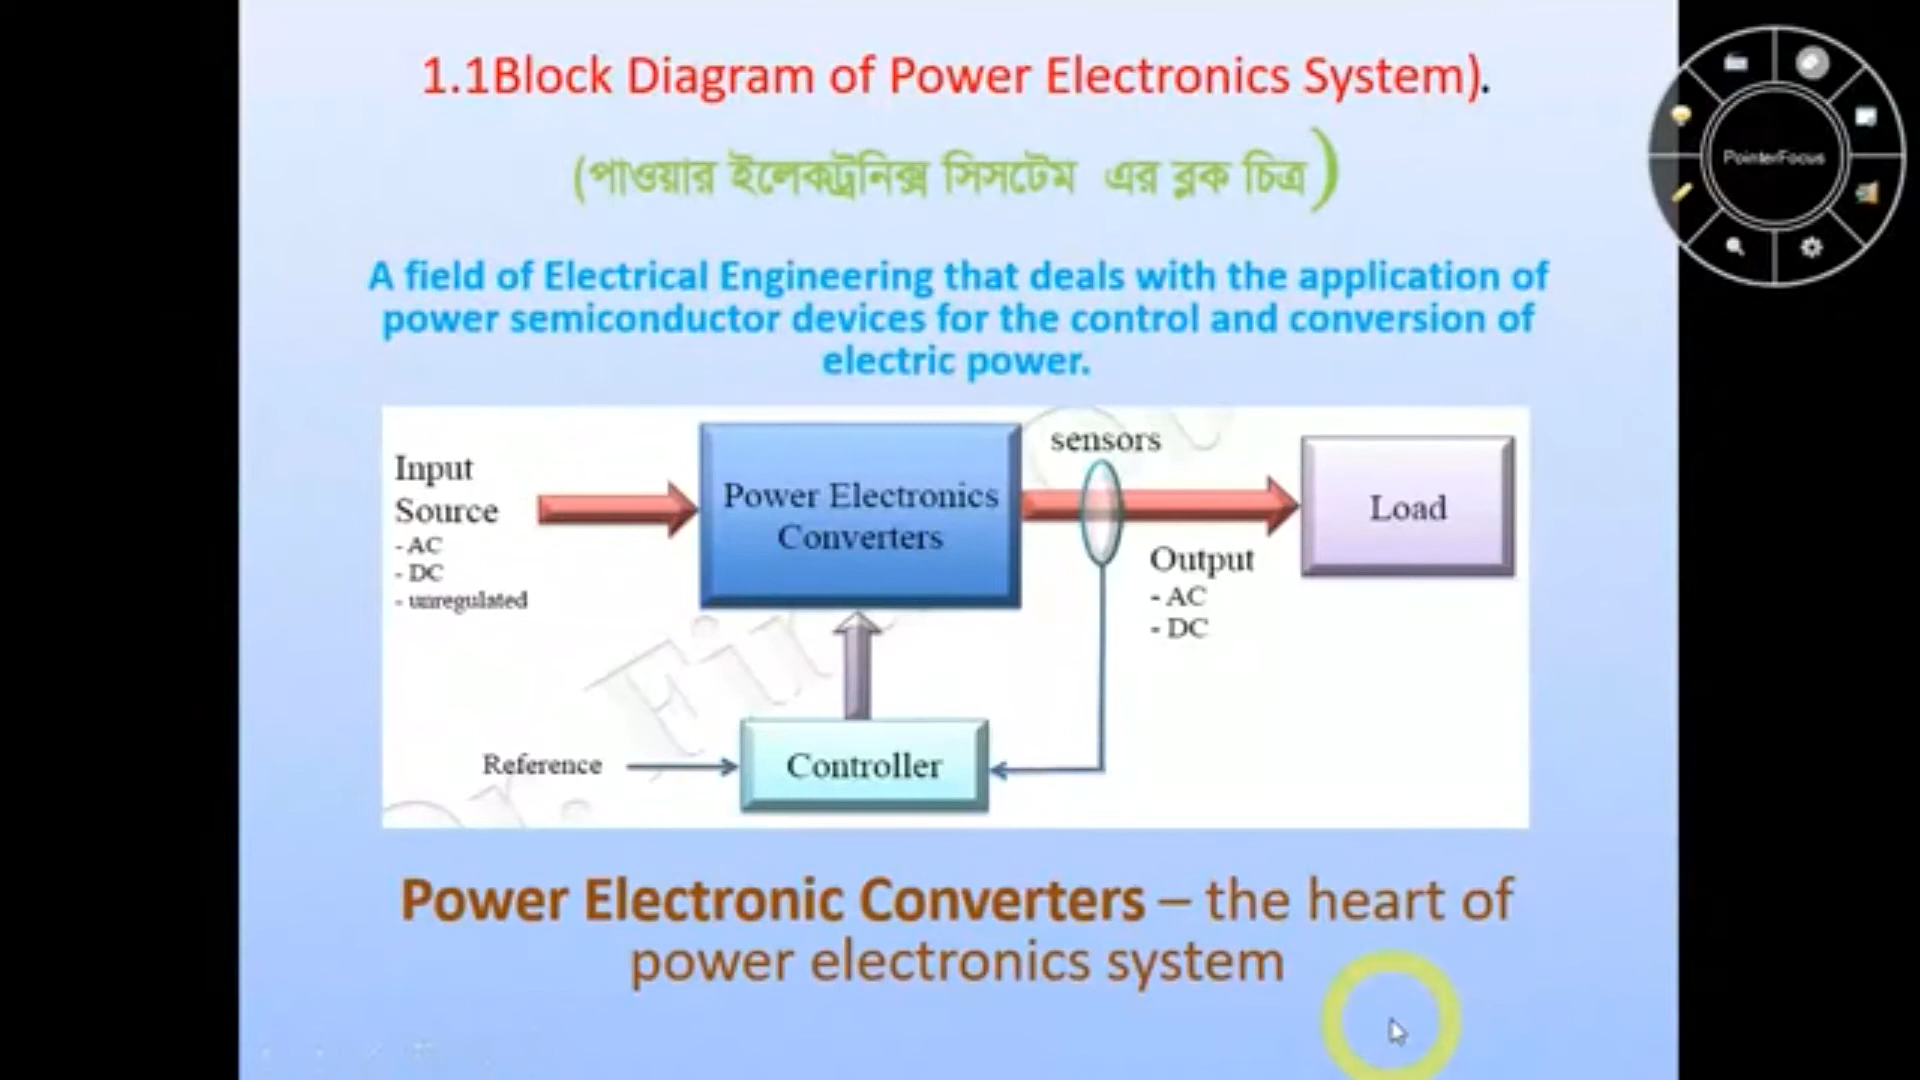 1.1Block Diagram of Power Electronics System).
(পাওয়ার ইলেকট্রনিক্স সিসটেম এর ব্লক চিত্র)
PointerFocus
A field of Electrical Engineering that deals with the application of
power semiconductor devices for the control and conversion of
electric power.
Input
Source
- AC
- DC
- unregulated
Power Electronics
Converters
sensors
Output
- AC
- DC
Load
Reference
Controller
Power Electronic Converters – the heart of
power electronics system